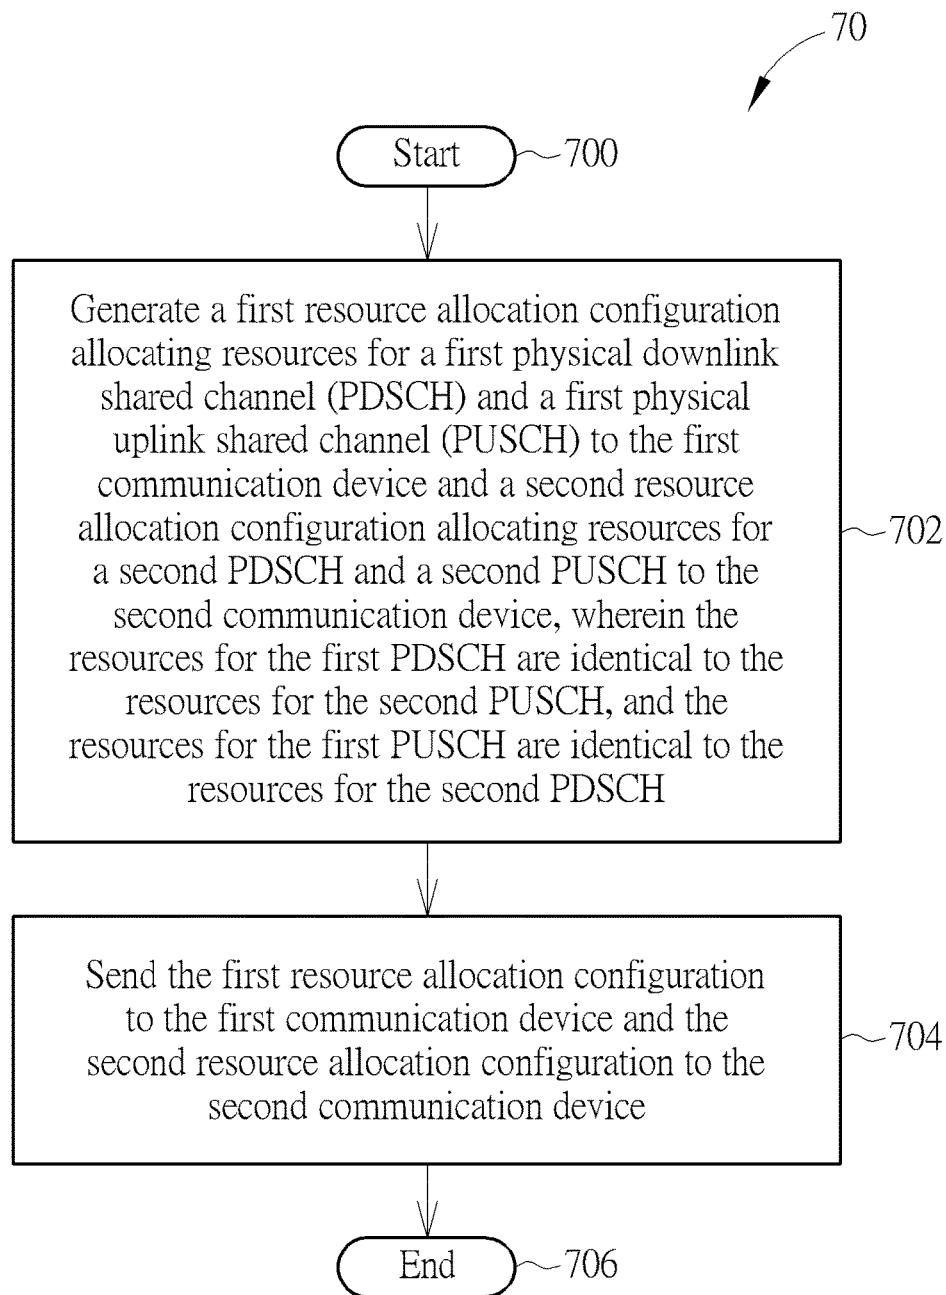 70
Start
700
Generate a first resource allocation configuration
allocating resources for a first physical downlink
shared channel (PDSCH) and a first physical
uplink shared channel (PUSCH) to the first
communication device and a second resource
allocation configuration allocating resources for
a second PDSCH and a second PUSCH to the
second communication device, wherein the
resources for the first PDSCH are identical to the
resources for the second PUSCH, and the
resources for the first PUSCH are identical to the
resources for the second PDSCH
702
Send the first resource allocation configuration
to the first communication device and the
second resource allocation configuration to the
second communication device
704
End
706